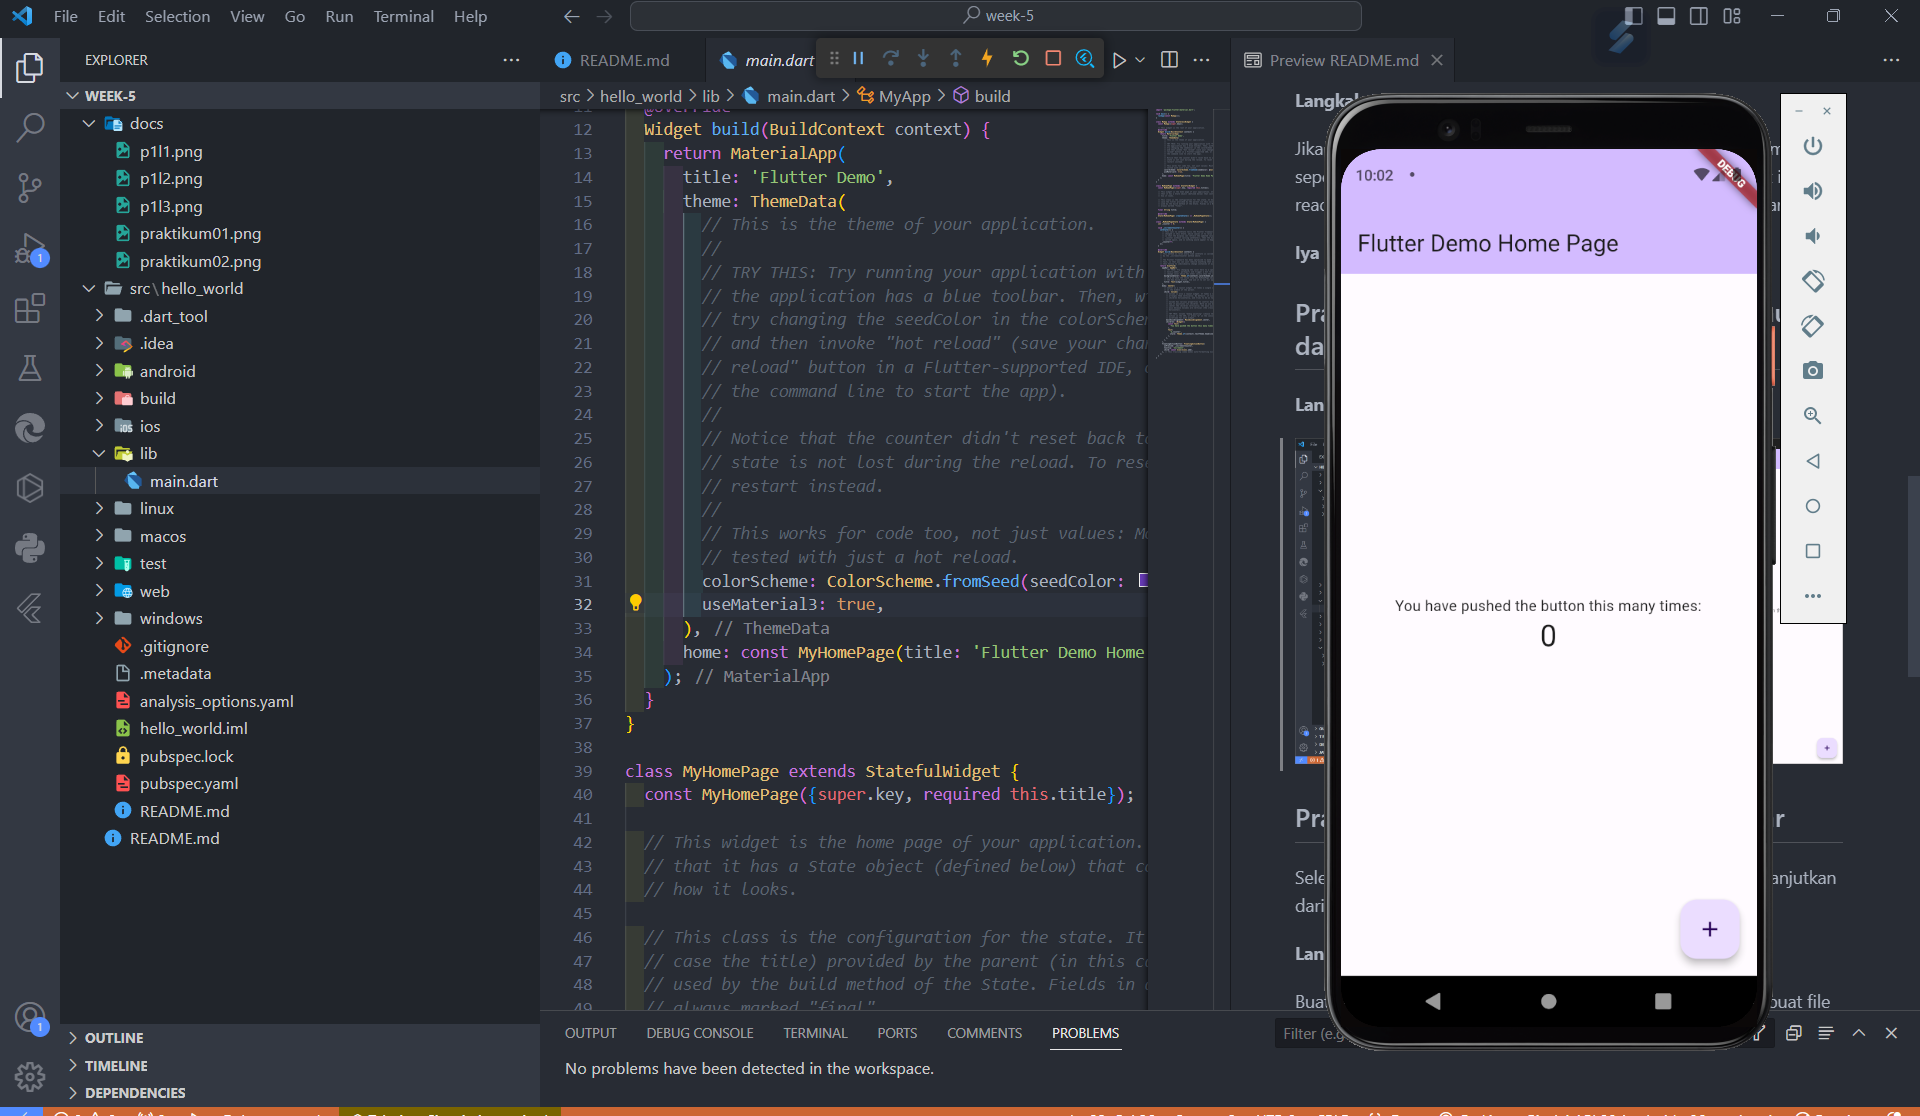 File Edit Selection View Go Run Terminal Help
week-5
EXPLORER
WEEK-5
docs
p1l1.png
p1l2.png
p1l3.png
praktikum01.png
praktikum02.png
src\hello_world
.dart_tool
.idea
android
build
ios
lib
main.dart
linux
macos
test
web
windows
.gitignore
.metadata
analysis_options.yaml
hello_world.iml
pubspec.lock
pubspec.yaml
README.md
README.md
OUTLINE
TIMELINE
DEPENDENCIES
1
1
README.md
main.dart
src > hello_world > lib > main.dart > MyApp > build
12 Widget build(BuildContext context) {
13 return MaterialApp(
14 title: 'Flutter Demo',
15 theme: ThemeData(
16 // This is the theme of your application.
17 //
18 // TRY THIS: Try running your application with
19 // the application has a blue toolbar. Then, w
20 // try changing the seedColor in the colorSche
21 // and then invoke "hot reload" (save your cha
22 // reload" button in a Flutter-supported IDE,
23 // the command line to start the app).
24 //
25 // Notice that the counter didn't reset back t
26 // state is not lost during the reload. To res
27 // restart instead.
28 //
29 // This works for code too, not just values: M
30 // tested with just a hot reload.
31 colorScheme: ColorScheme.fromSeed(seedColor:
32 useMaterial3: true,
33 ), // ThemeData
34 home: const MyHomePage(title: 'Flutter Demo Home
35 ); // MaterialApp
36 }
37 }
38
39 class MyHomePage extends StatefulWidget {
40 const MyHomePage({super.key, required this.title});
41
42 // This widget is the home page of your application.
43 // that it has a State object (defined below) that c
44 // how it looks.
45
46 // This class is the configuration for the state. It
47 // case the title) provided by the parent (in this c
48 // used by the build method of the State. Fields in
49 // always marked "final"
OUTPUT DEBUG CONSOLE TERMINAL PORTS COMMENTS PROBLEMS
Filter (e.g
No problems have been detected in the workspace.
Preview README.md
Jika
Iya
anjutkan
dari
buat file
10:02
DEBUG
Flutter Demo Home Page
You have pushed the button this many times:
0
+